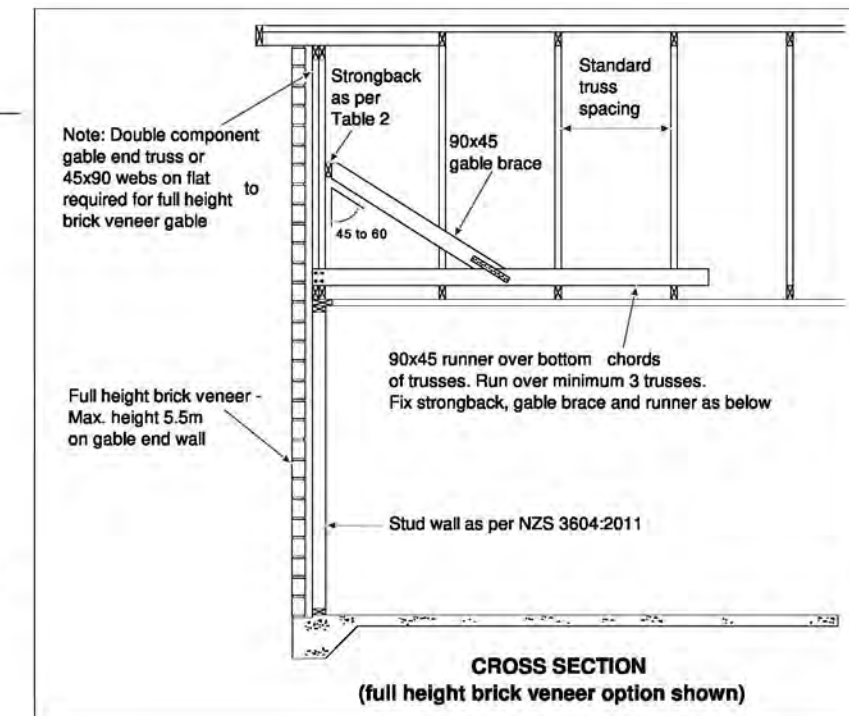 Strongback
as per
Table 2
Standard
truss
spacing
Note: Double component
gable end truss or
45x90 webs on flat to
required for full height
brick veneer gable
90x45
gable brace
45 to 60
90x45 runner over bottom chords
of trusses. Run over minimum 3 trusses.
Fix strongback, gable brace and runner as below
Full height brick veneer -
Max. height 5.5m
on gable end wall
Stud wall as per NZS 3604:2011
CROSS SECTION
(full height brick veneer option shown)